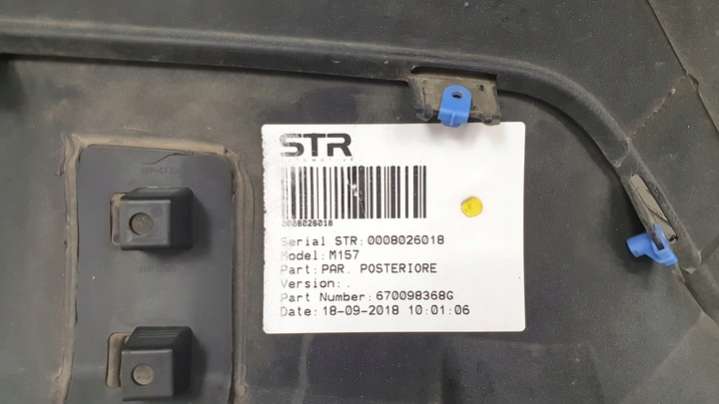 STR
AUTOMOTIVE
0008026018
Serial STR:0008026018
Model:M157
Part:PAR. POSTERIORE
Version:.
Part Number:670098368G
Date:18-09-2018 10:01:06